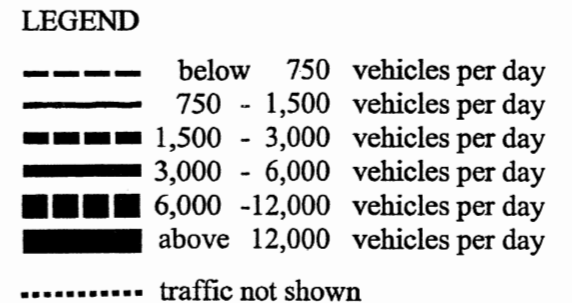 LEGEND
below 750 vehicles per day
750 - 1,500 vehicles per day
1,500 - 3,000 vehicles per day
3,000 - 6,000 vehicles per day
6,000 -12,000 vehicles per day
above 12,000 vehicles per day
traffic not shown